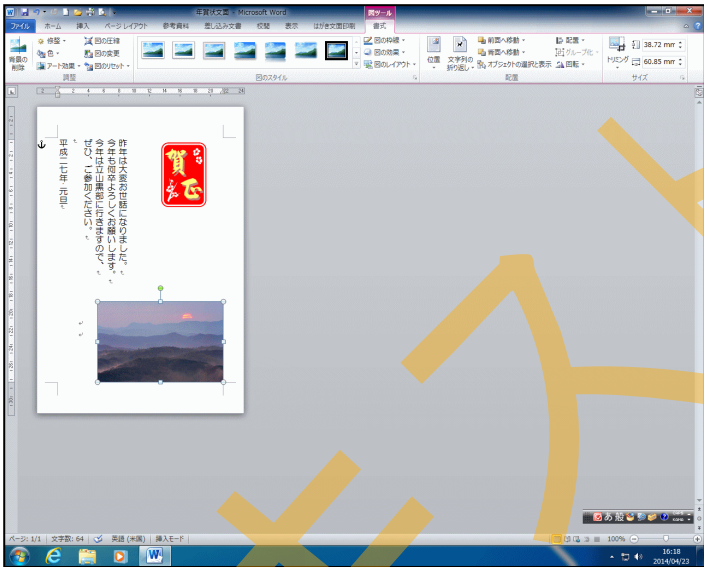 年賀状文面 - Microsoft Word
図ツール
ファイル
ホーム
挿入
ページ レイアウト
参考資料
差し込み文書
校閲
表示
はがき文面印刷
書式
背景の
削除
修整
色
アート効果
図の圧縮
図の変更
図のリセット
調整
図のスタイル
図の枠線
図の効果
図のレイアウト
位置
文字列の
折り返し
前面へ移動
背面へ移動
オブジェクトの選択と表示
配置
グループ化
回転
配置
トリミング
38.72 mm
60.85 mm
サイズ
賀正
昨年は大変お世話になりました。
今年も何卒よろしくお願いします。
今年は立山黒部に行きますので、
ぜひ、ご参加ください。
平成二七年 元旦
あ 般
ページ: 1/1
文字数: 64
英語 (米国)
挿入モード
100%
16:18
2014/04/23